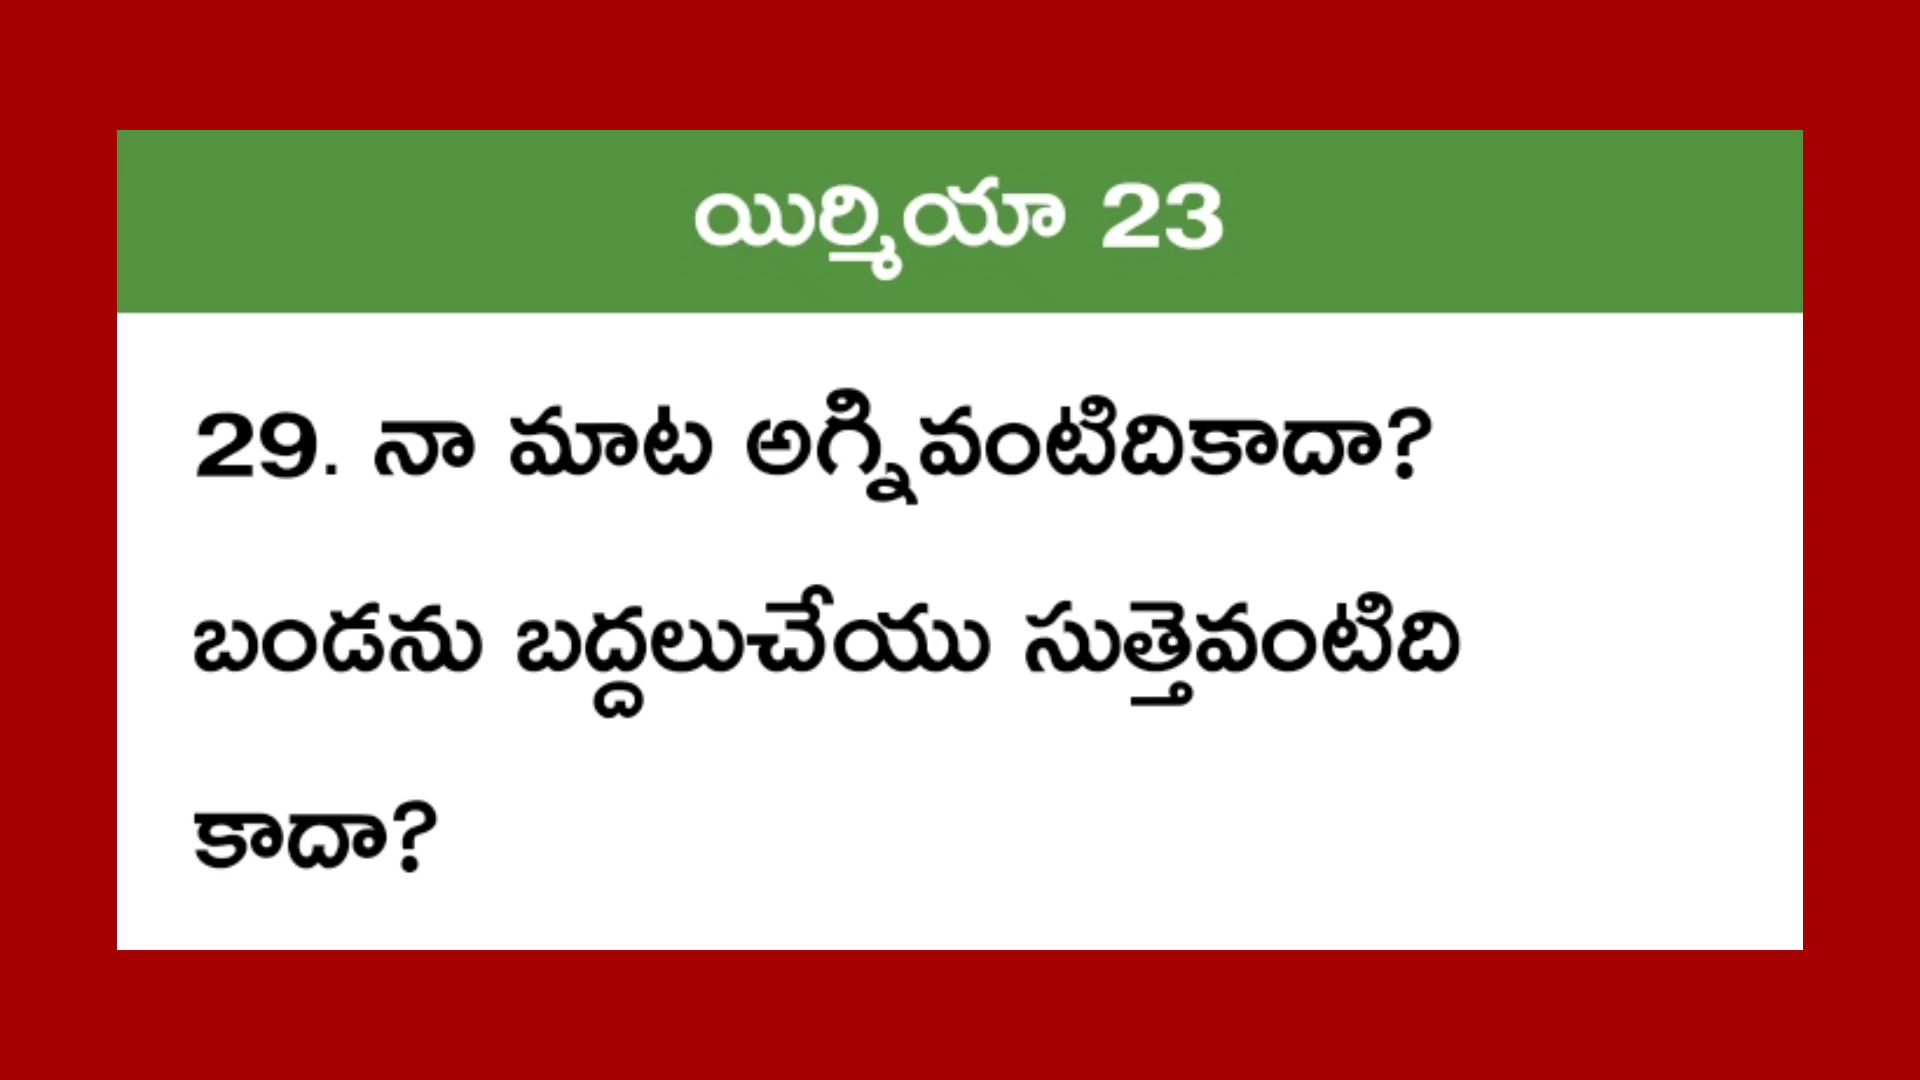 యిర్మియా 23
29. నా మాట అగ్నివంటిదికాదా?
బండను బద్దలుచేయు సుత్తెవంటిది
కాదా?